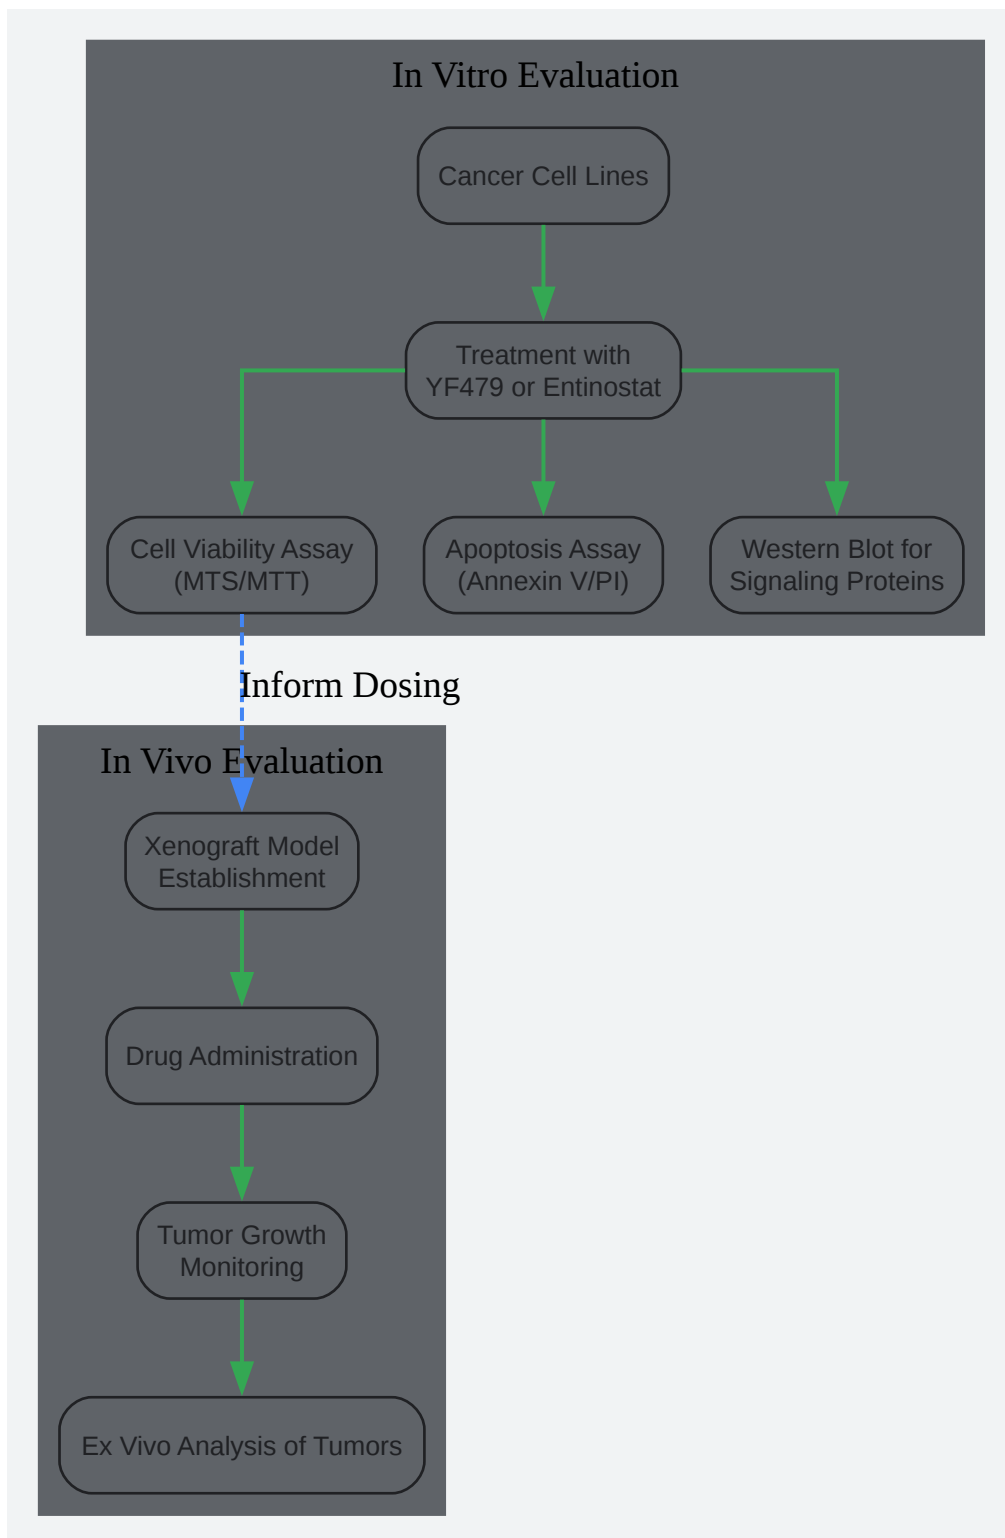 In Vitro Evaluation
Cancer Cell Lines
Treatment with
YF479 or Entinostat
Cell Viability Assay
(MTS/MTT)
Apoptosis Assay
(Annexin V/PI)
Western Blot for
Signaling Proteins
Inform Dosing
In Vivo Evaluation
Xenograft Model
Establishment
Drug Administration
Tumor Growth
Monitoring
Ex Vivo Analysis of Tumors